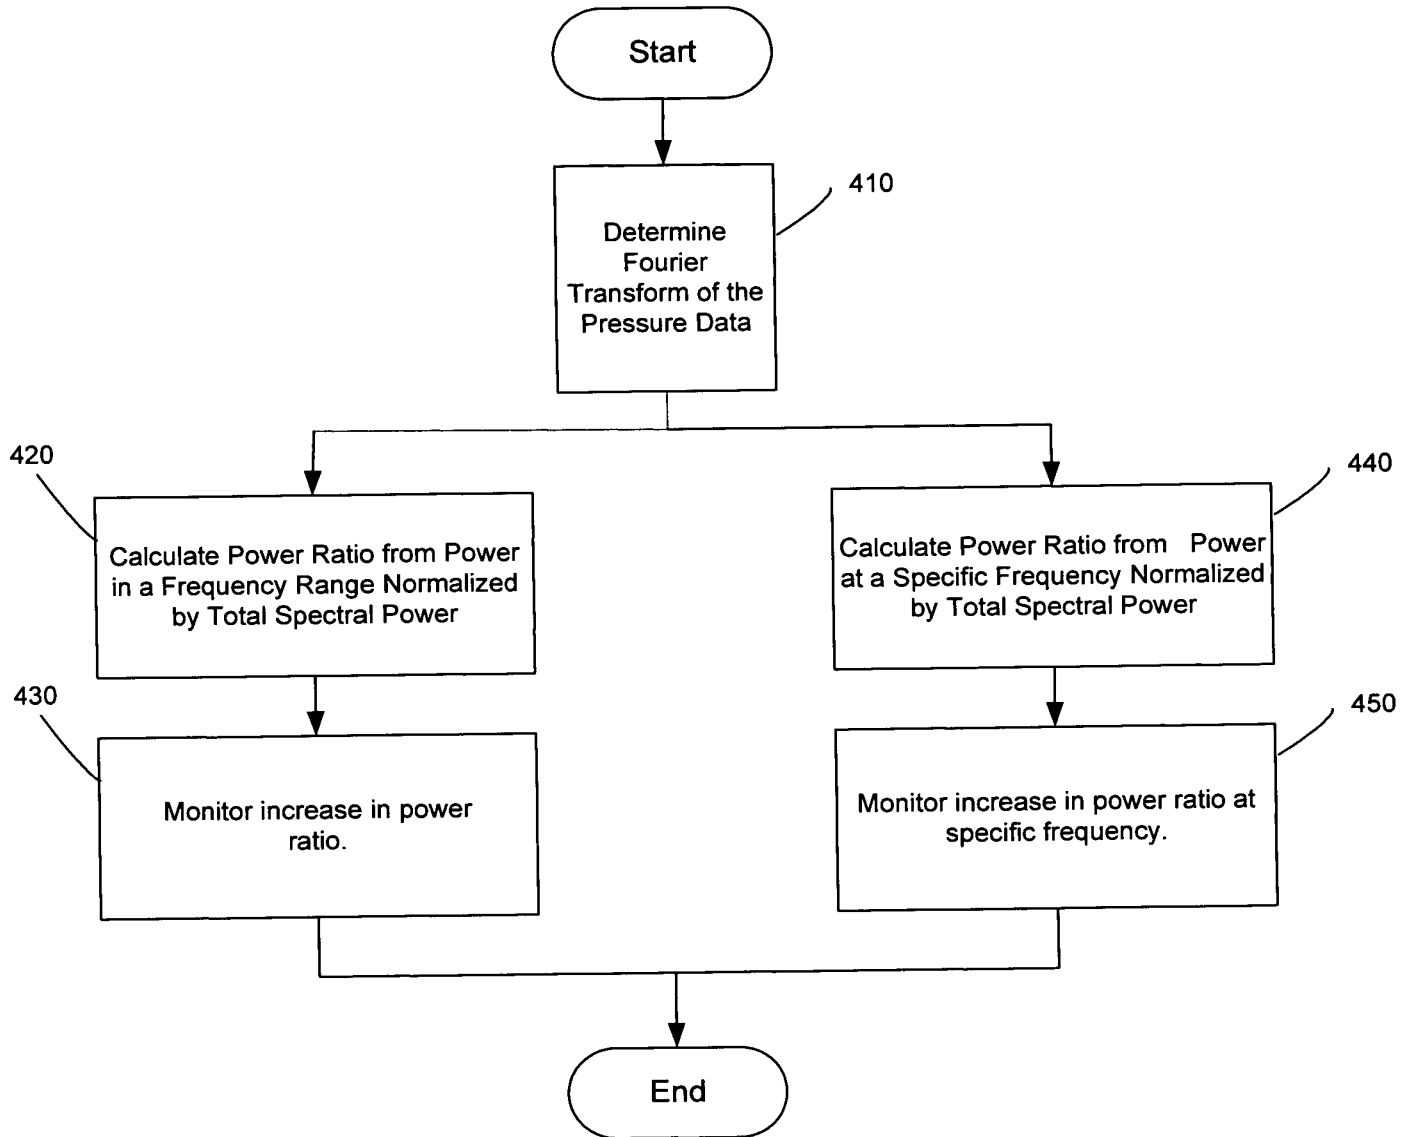 Start
410
Determine
Fourier
Transform of the
Pressure Data
420
Calculate Power Ratio from Power
in a Frequency Range Normalized
by Total Spectral Power
440
Calculate Power Ratio from Power
at a Specific Frequency Normalized
by Total Spectral Power
430
Monitor increase in power
ratio.
450
Monitor increase in power ratio at
specific frequency.
End